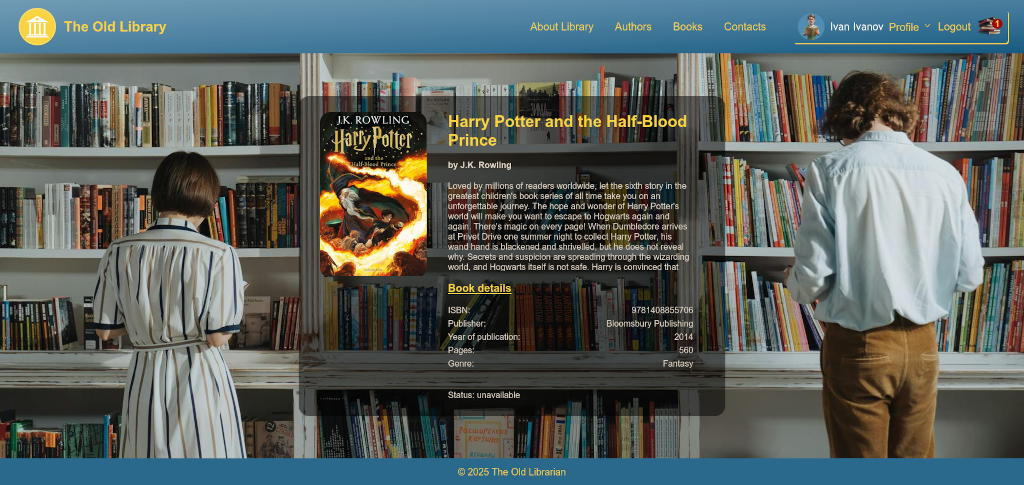 The Old Library
About Library
Authors
Books
Contacts
Ivan Ivanov
Profile
Logout
1
J.K. ROWLING
Harry Potter
and the
Half-Blood Prince
Harry Potter and the Half-Blood
Prince
by J.K. Rowling
Loved by millions of readers worldwide, let the sixth story in the
greatest children's book series of all time take you on an
unforgettable journey. The hope and wonder of Harry Potter's
world will make you want to escape to Hogwarts again and
again. There's magic on every page! When Dumbledore arrives
at Privet Drive one summer night to collect Harry Potter, his
wand hand is blackened and shrivelled, but he does not reveal
why. Secrets and suspicion are spreading through the wizarding
world, and Hogwarts itself is not safe. Harry is convinced that
Book details
ISBN: 9781408855706
Publisher: Bloomsbury Publishing
Year of publication: 2014
Pages: 560
Genre: Fantasy
Status: unavailable
© 2025 The Old Librarian